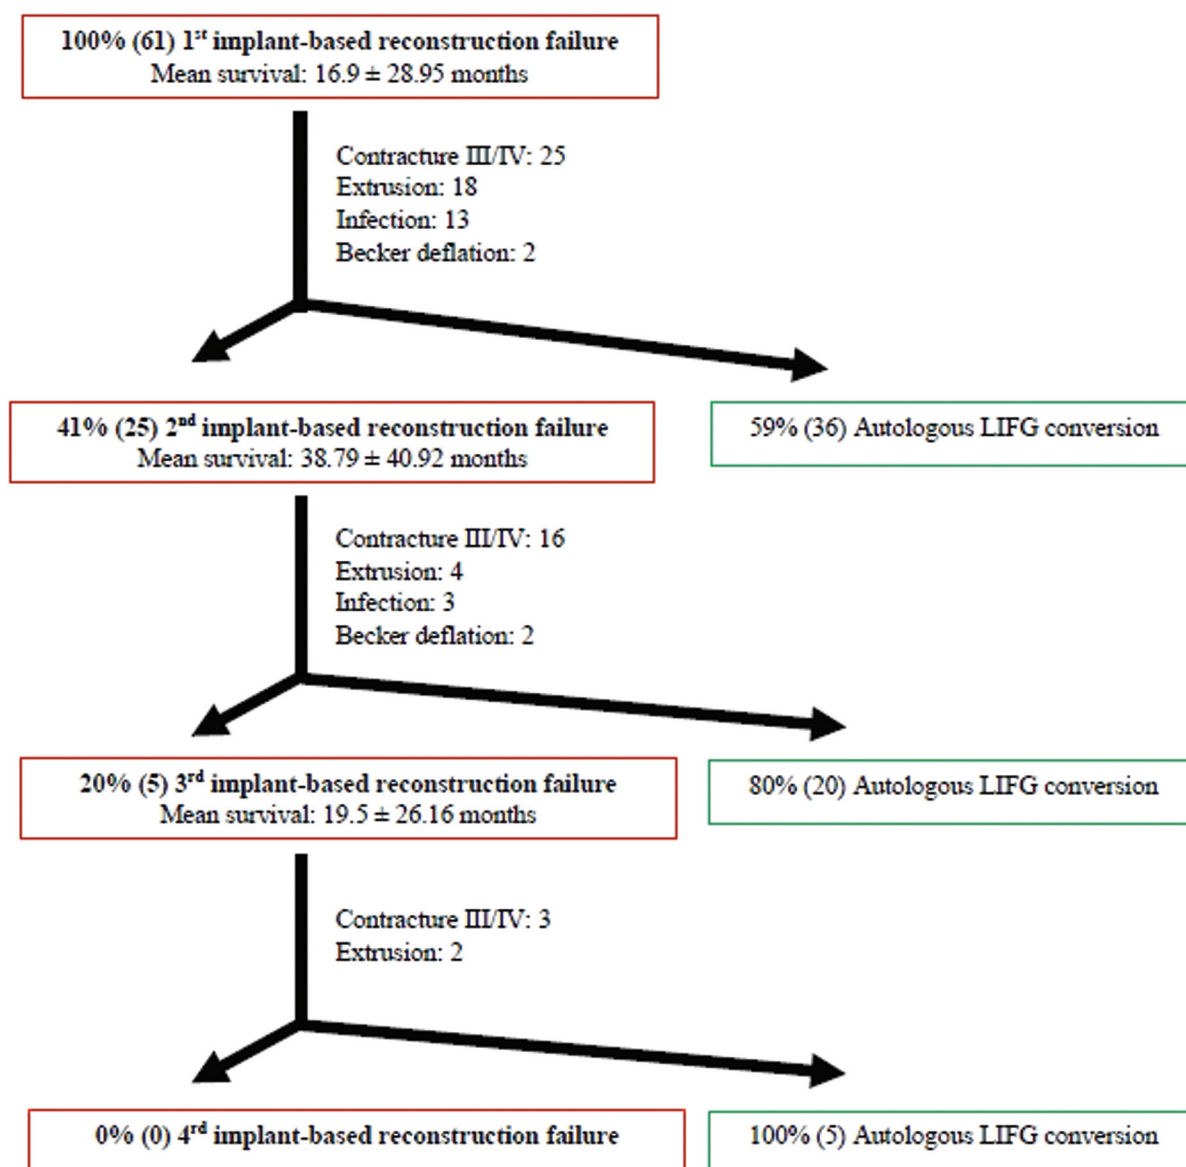 100% (61) 1st implant-based reconstruction failure
Mean survival: 16.9 ± 28.95 months
Contracture III/IV: 25
Extrusion: 18
Infection: 13
Becker deflation: 2
41% (25) 2nd implant-based reconstruction failure
Mean survival: 38.79 ± 40.92 months
59% (36) Autologous LIFG conversion
Contracture III/IV: 16
Extrusion: 4
Infection: 3
Becker deflation: 2
20% (5) 3rd implant-based reconstruction failure
Mean survival: 19.5 ± 26.16 months
80% (20) Autologous LIFG conversion
Contracture III/IV: 3
Extrusion: 2
0% (0) 4rd implant-based reconstruction failure
100% (5) Autologous LIFG conversion